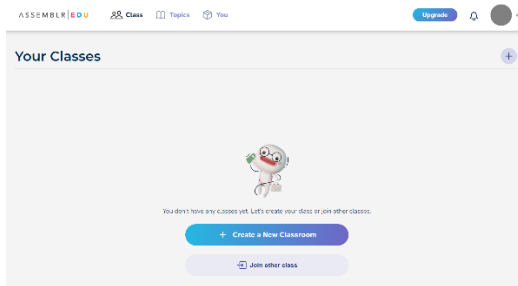 ASSEMBLR|EDU Class Topics You Upgrade
Your Classes
+
You don't have any classes yet. Let's create your class or join other classes.
+ Create a New Classroom
Join other class